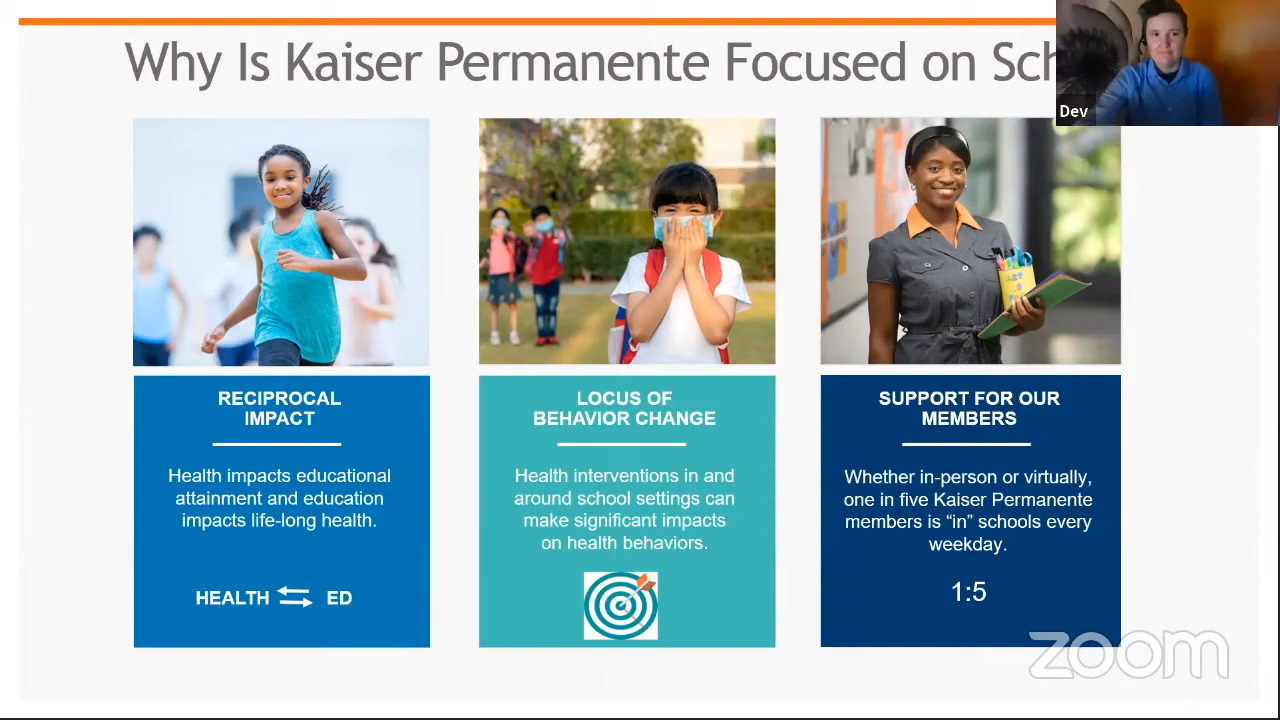 Why Is Kaiser Permanente Focused on Sch
Dev
RECIPROCAL
IMPACT
Health impacts educational
attainment and education
impacts life-long health.
HEALTH ED
LOCUS OF
BEHAVIOR CHANGE
Health interventions in and
around school settings can
make significant impacts
on health behaviors.
SUPPORT FOR OUR
MEMBERS
Whether in-person or virtually,
one in five Kaiser Permanente
members is “in” schools every
weekday.
1:5
zoom